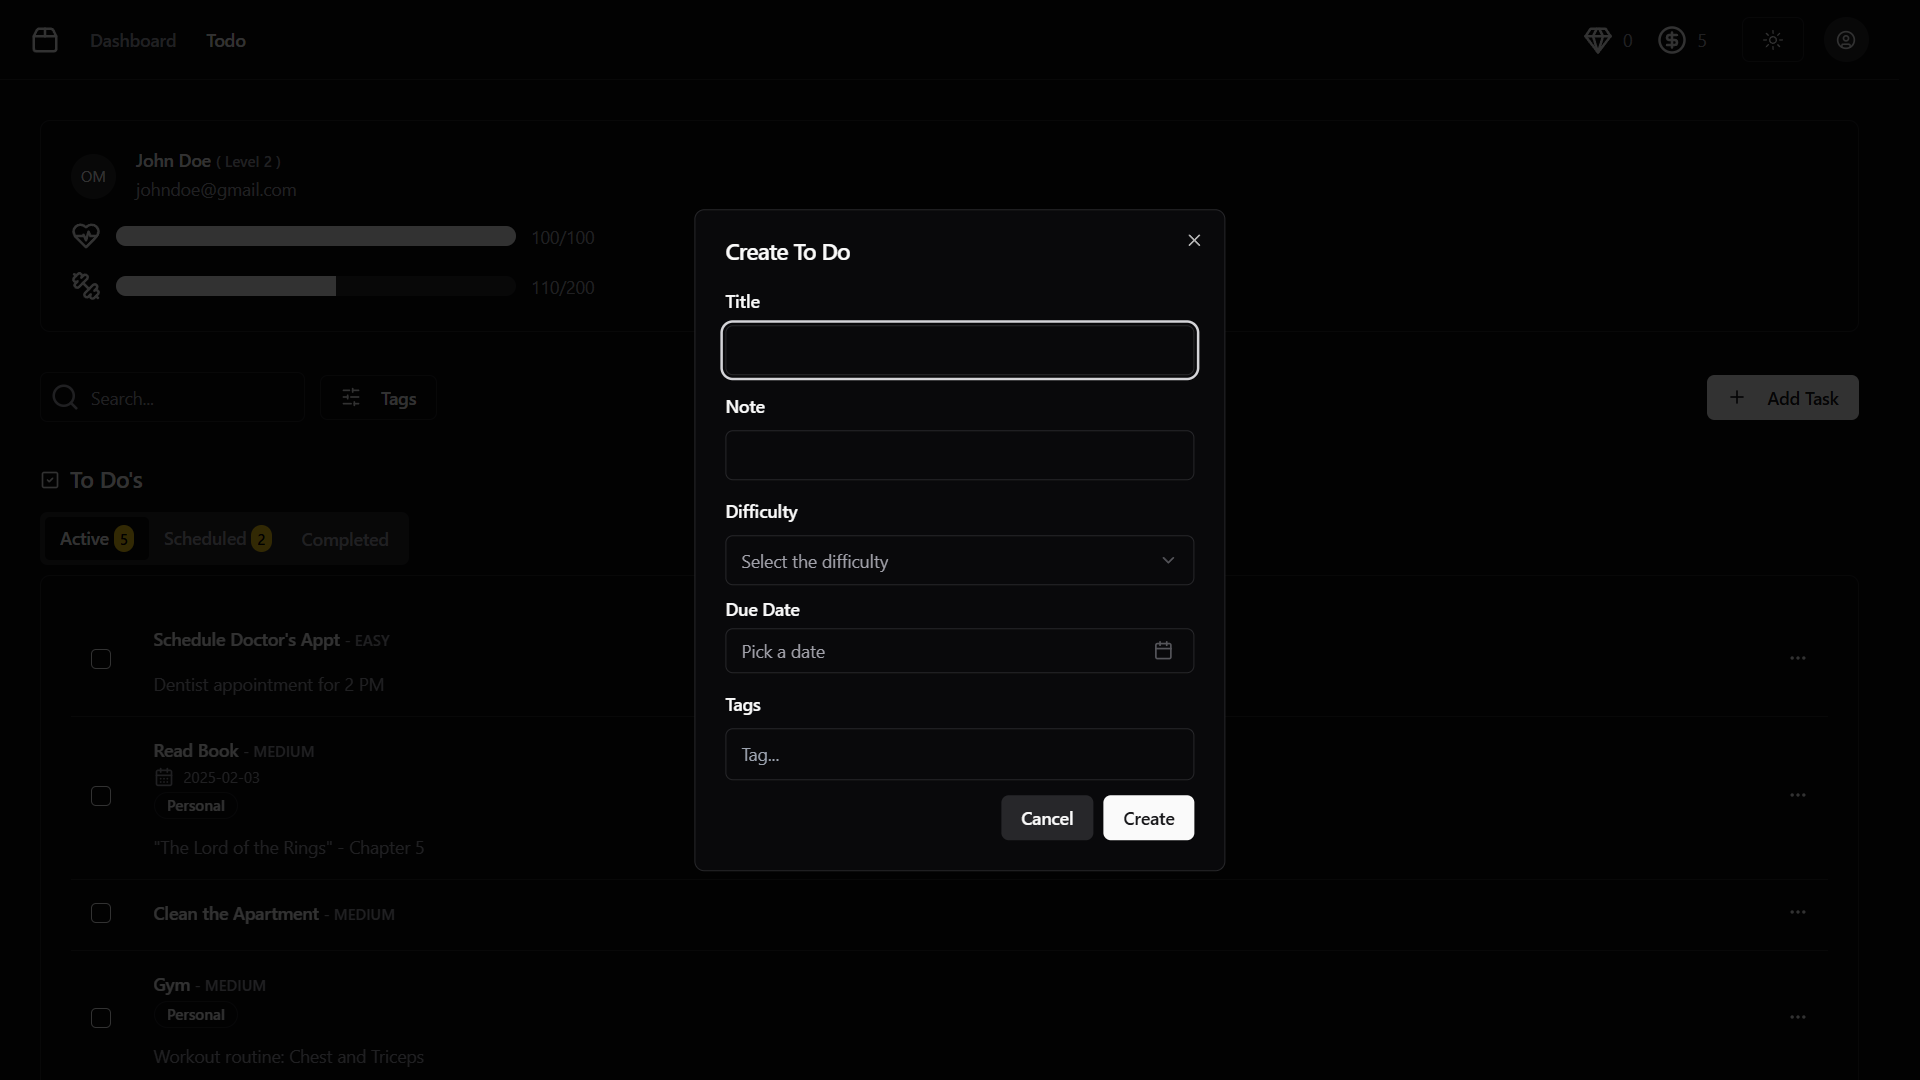 Dashboard Todo 0 5
OM John Doe ( Level 2 )
johndoe@gmail.com
100/100
110/200
Search... Tags + Add Task
To Do's
Active 5 Scheduled 2 Completed
Schedule Doctor's Appt - EASY
Dentist appointment for 2 PM
Read Book - MEDIUM
2025-02-03
Personal
"The Lord of the Rings" - Chapter 5
Clean the Apartment - MEDIUM
Gym - MEDIUM
Personal
Workout routine: Chest and Triceps
Create To Do
Title
Note
Difficulty
Select the difficulty
Due Date
Pick a date
Tags
Tag...
Cancel Create